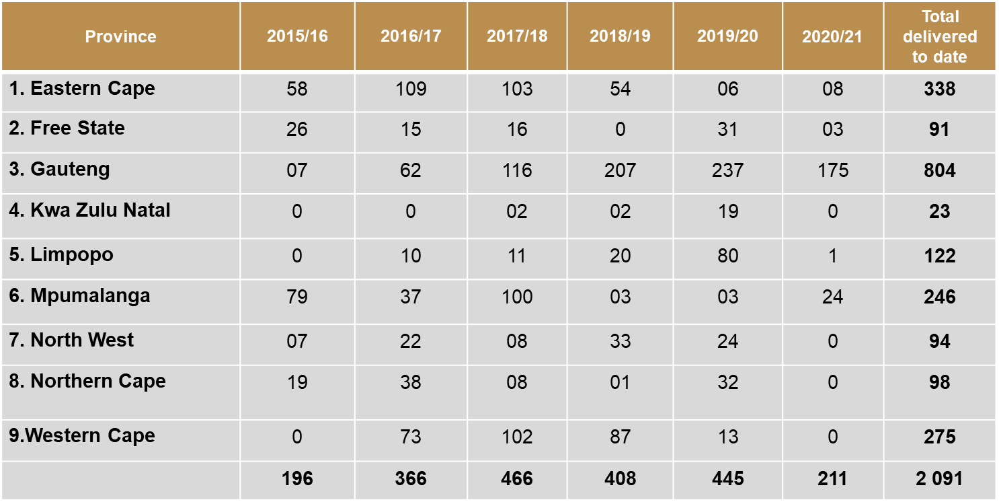 Province 2015/16 2016/17 2017/18 2018/19 2019/20 2020/21 Total delivered to date
1. Eastern Cape 58 109 103 54 06 08 338
2. Free State 26 15 16 0 31 03 91
3. Gauteng 07 62 116 207 237 175 804
4. Kwa Zulu Natal 0 0 02 02 19 0 23
5. Limpopo 0 10 11 20 80 1 122
6. Mpumalanga 79 37 100 03 03 24 246
7. North West 07 22 08 33 24 0 94
8. Northern Cape 19 38 08 01 32 0 98
9.Western Cape 0 73 102 87 13 0 275
196 366 466 408 445 211 2 091